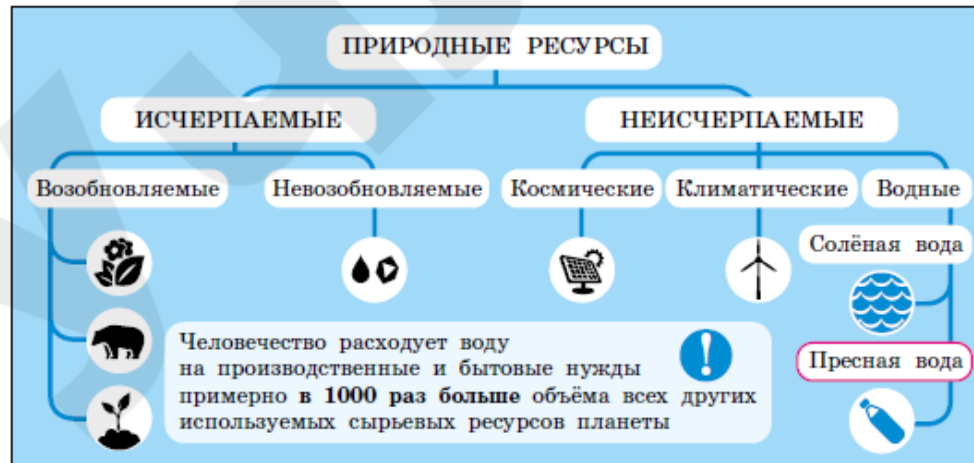 ПРИРОДНЫЕ РЕСУРСЫ
ИСЧЕРПАЕМЫЕ
НЕИСЧЕРПАЕМЫЕ
Возобновляемые
Невозобновляемые
Космические
Климатические
Водные
Солёная вода
Пресная вода
Человечество расходует воду
на производственные и бытовые нужды
примерно в 1000 раз больше объёма всех других
используемых сырьевых ресурсов планеты
!